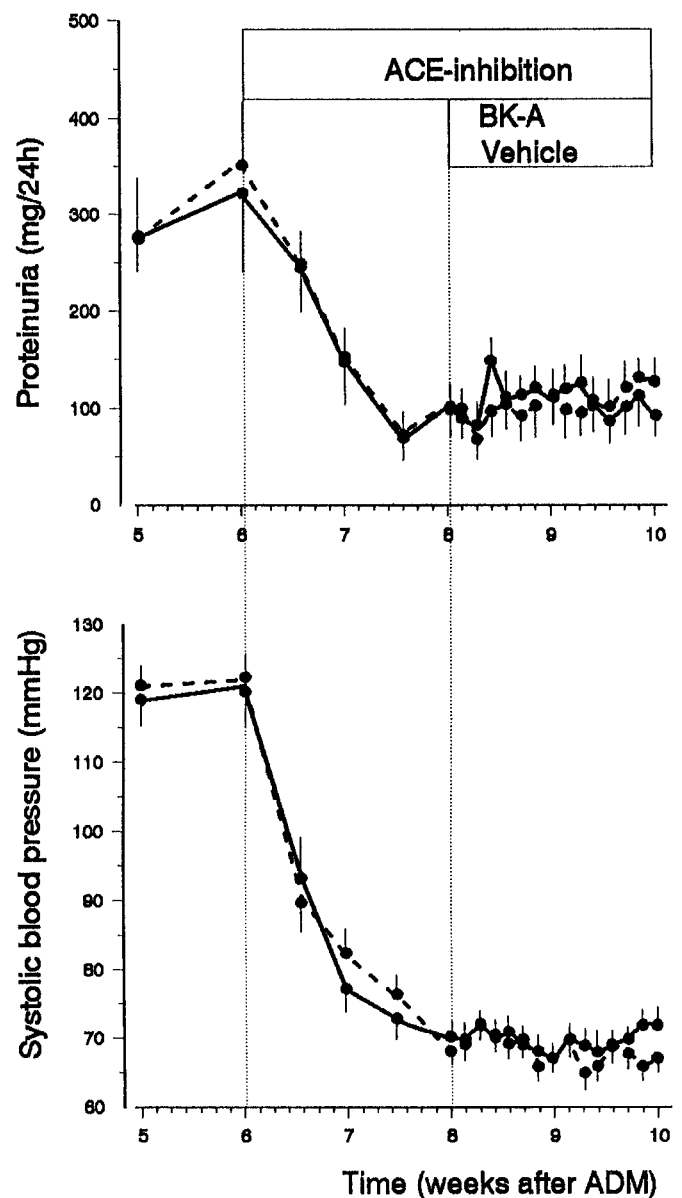 500
ACE-inhibition
400
BK-A
Vehicle
300
200
100
0
Proteinuria (mg/24h)
5 6 7 8 9 10
130
120
110
100
90
80
70
60
Systolic blood pressure (mmHg)
5 6 7 8 9 10
Time (weeks after ADM)